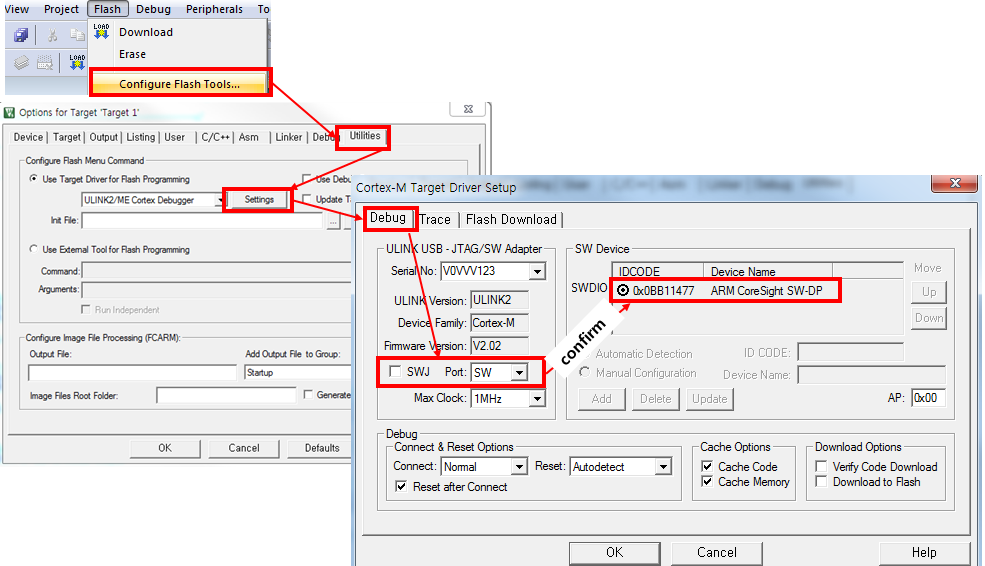 View Project Flash Debug Peripherals To
LOAD Download
Erase
LOAD
Configure Flash Tools...
Options for Target 'Target 1'
Device Target Output Listing User C/C++ Asm Linker Debu Utilities
Configure Flash Menu Command
Use Target Driver for Flash Programming
Use Debu
ULINK2/ME Cortex Debugger Settings Update T
Init File: ...
Use External Tool for Flash Programming
Command:
Arguments:
Run Independent
Configure Image File Processing (FCARM):
Output File: Add Output File to Group:
Startup
Image Files Root Folder: Generate
OK Cancel Defaults
Cortex-M Target Driver Setup
Debug Trace Flash Download
ULINK USB - JTAG/SW Adapter
Serial No: V0VVV123
ULINK Version: ULINK2
Device Family: Cortex-M
Firmware Version: V2.02
SWJ Port: SW
Max Clock: 1MHz
confirm
SW Device
IDCODE Device Name Move
SWDIO 0x0BB11477 ARM CoreSight SW-DP Up
Down
Automatic Detection ID CODE:
Manual Configuration Device Name:
Add Delete Update AP: 0x00
Debug
Connect & Reset Options
Connect: Normal Reset: Autodetect
Reset after Connect
Cache Options
Cache Code
Cache Memory
Download Options
Verify Code Download
Download to Flash
OK Cancel Help